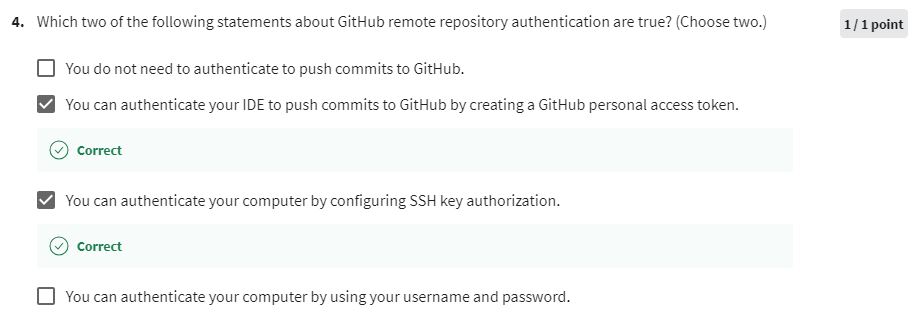 4. Which two of the following statements about GitHub remote repository authentication are true? (Choose two.)
1 / 1 point
You do not need to authenticate to push commits to GitHub.
You can authenticate your IDE to push commits to GitHub by creating a GitHub personal access token.
Correct
You can authenticate your computer by configuring SSH key authorization.
Correct
You can authenticate your computer by using your username and password.